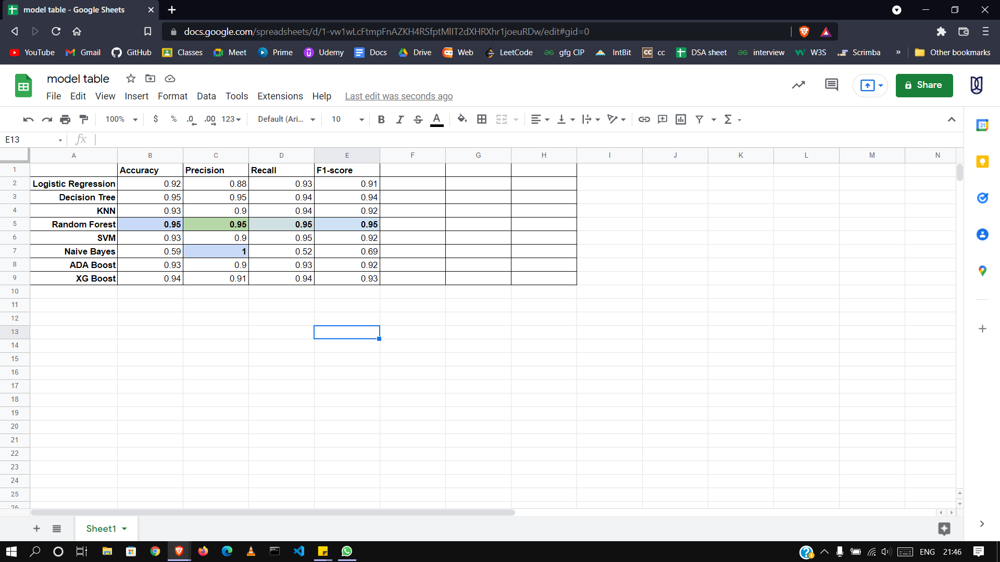 model table - Google Sheets
docs.google.com/spreadsheets/d/1-vw1wLcFtmpFnAZKH4RSfptMlIT2dXHRXhr1joeuRDw/edit#gid=0
YouTube Gmail GitHub Classes Meet Prime Udemy Docs Drive Web LeetCode gfg CIP IntBit CC cc DSA sheet interview W3S Scrimba » Other bookmarks
model table
File Edit View Insert Format Data Tools Extensions Help Last edit was seconds ago
Share
100% $ % .0 .00 123 Default (Ari... 10 B I S A
31
E13 fx
A B C D E F G H I J K L M N
1 Accuracy Precision Recall F1-score
2 Logistic Regression 0.92 0.88 0.93 0.91
3 Decision Tree 0.95 0.95 0.94 0.94
4 KNN 0.93 0.9 0.94 0.92
5 Random Forest 0.95 0.95 0.95 0.95
6 SVM 0.93 0.9 0.95 0.92
7 Naive Bayes 0.59 1 0.52 0.69
8 ADA Boost 0.93 0.9 0.93 0.92
9 XG Boost 0.94 0.91 0.94 0.93
10
11
12
13
14
15
16
17
18
19
20
21
22
23
24
25
26
Sheet1
ENG 21:46